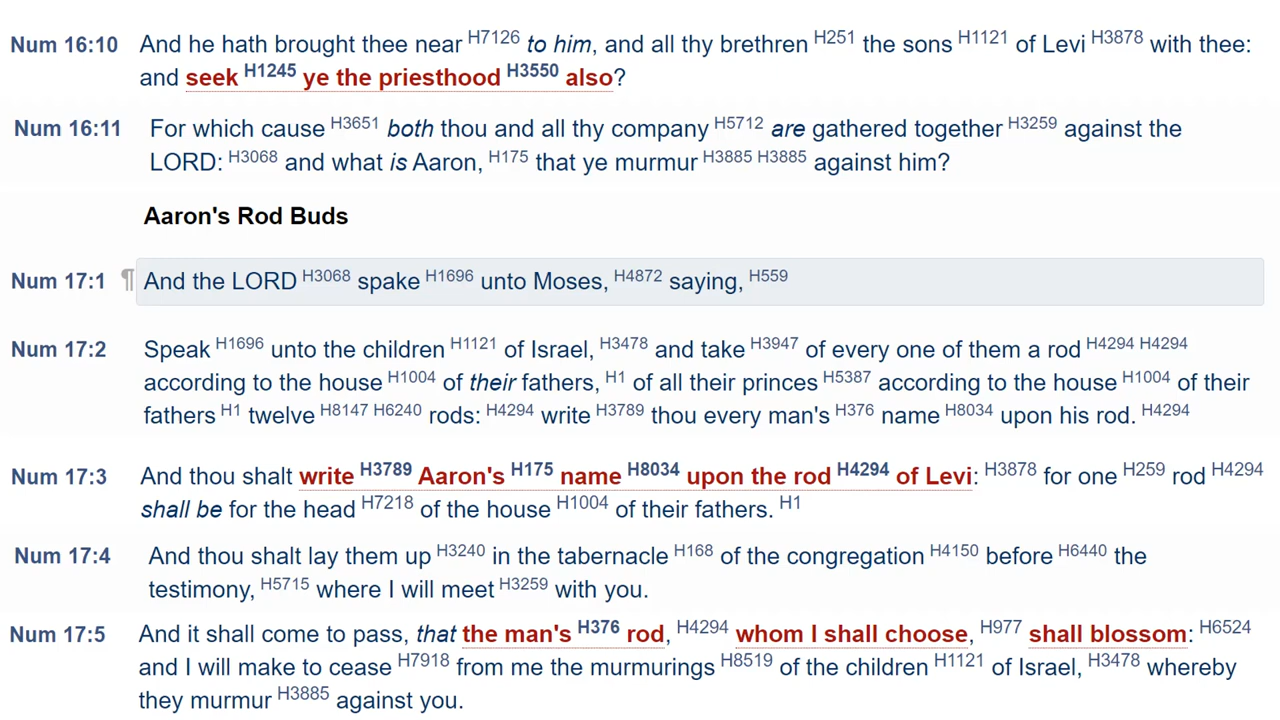 Num 16:10 And he hath brought thee near H7126 to him, and all thy brethren H251 the sons H1121 of Levi H3878 with thee:
and seek H1245 ye the priesthood H3550 also?
Num 16:11 For which cause H3651 both thou and all thy company H5712 are gathered together H3259 against the
LORD: H3068 and what is Aaron, H175 that ye murmur H3885 H3885 against him?
Aaron's Rod Buds
Num 17:1 ¶ And the LORD H3068 spake H1696 unto Moses, H4872 saying, H559
Num 17:2 Speak H1696 unto the children H1121 of Israel, H3478 and take H3947 of every one of them a rod H4294 H4294
according to the house H1004 of their fathers, H1 of all their princes H5387 according to the house H1004 of their
fathers H1 twelve H8147 H6240 rods: H4294 write H3789 thou every man's H376 name H8034 upon his rod. H4294
Num 17:3 And thou shalt write H3789 Aaron's H175 name H8034 upon the rod H4294 of Levi: H3878 for one H259 rod H4294
shall be for the head H7218 of the house H1004 of their fathers. H1
Num 17:4 And thou shalt lay them up H3240 in the tabernacle H168 of the congregation H4150 before H6440 the
testimony, H5715 where I will meet H3259 with you.
Num 17:5 And it shall come to pass, that the man's H376 rod, H4294 whom I shall choose, H977 shall blossom: H6524
and I will make to cease H7918 from me the murmurings H8519 of the children H1121 of Israel, H3478 whereby
they murmur H3885 against you.